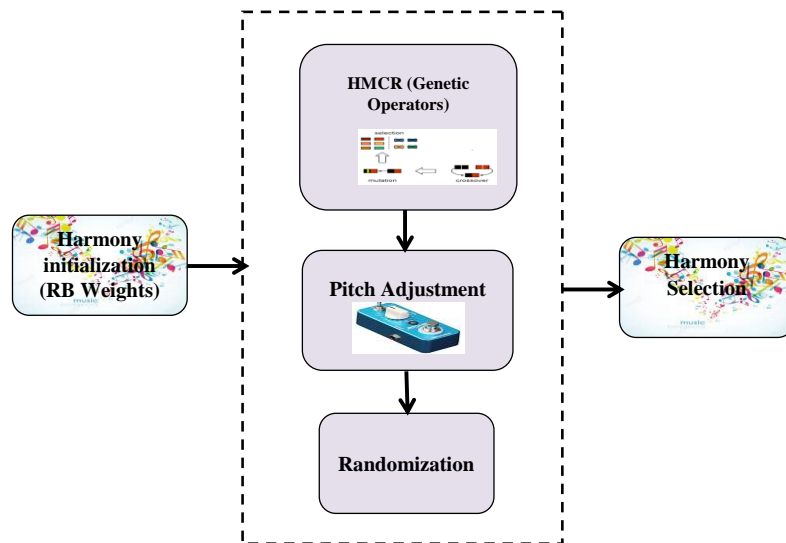 HMCR (Genetic
Operators)
selection
mutation
crossover
Harmony
initialization
(RB Weights)
music
Pitch Adjustment
Harmony
Selection
music
Randomization